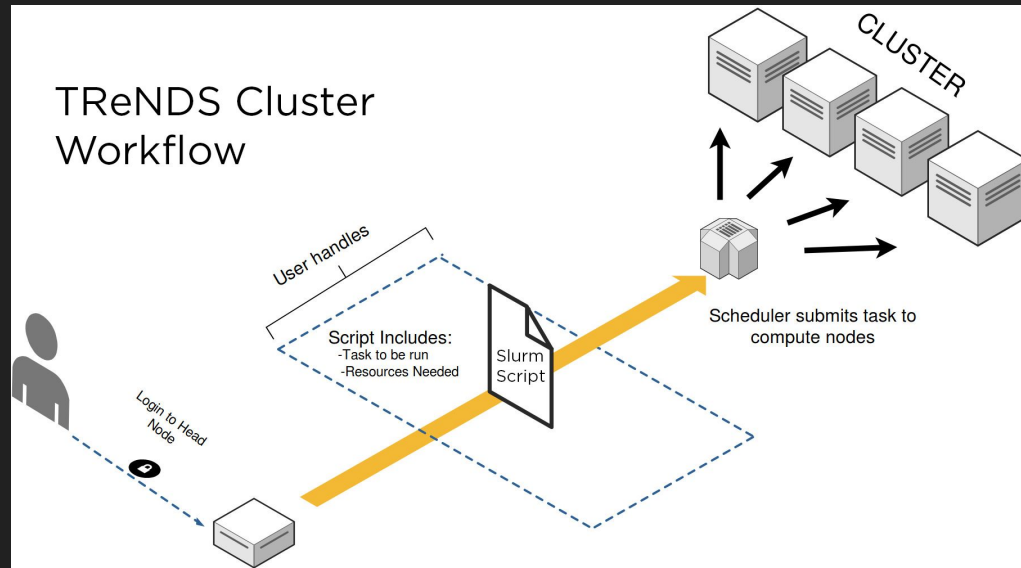 TReNDS Cluster
Workflow
CLUSTER
User handles
Script Includes:
-Task to be run
-Resources Needed
Slurm
Script
Scheduler submits task to
compute nodes
Login to Head
Node